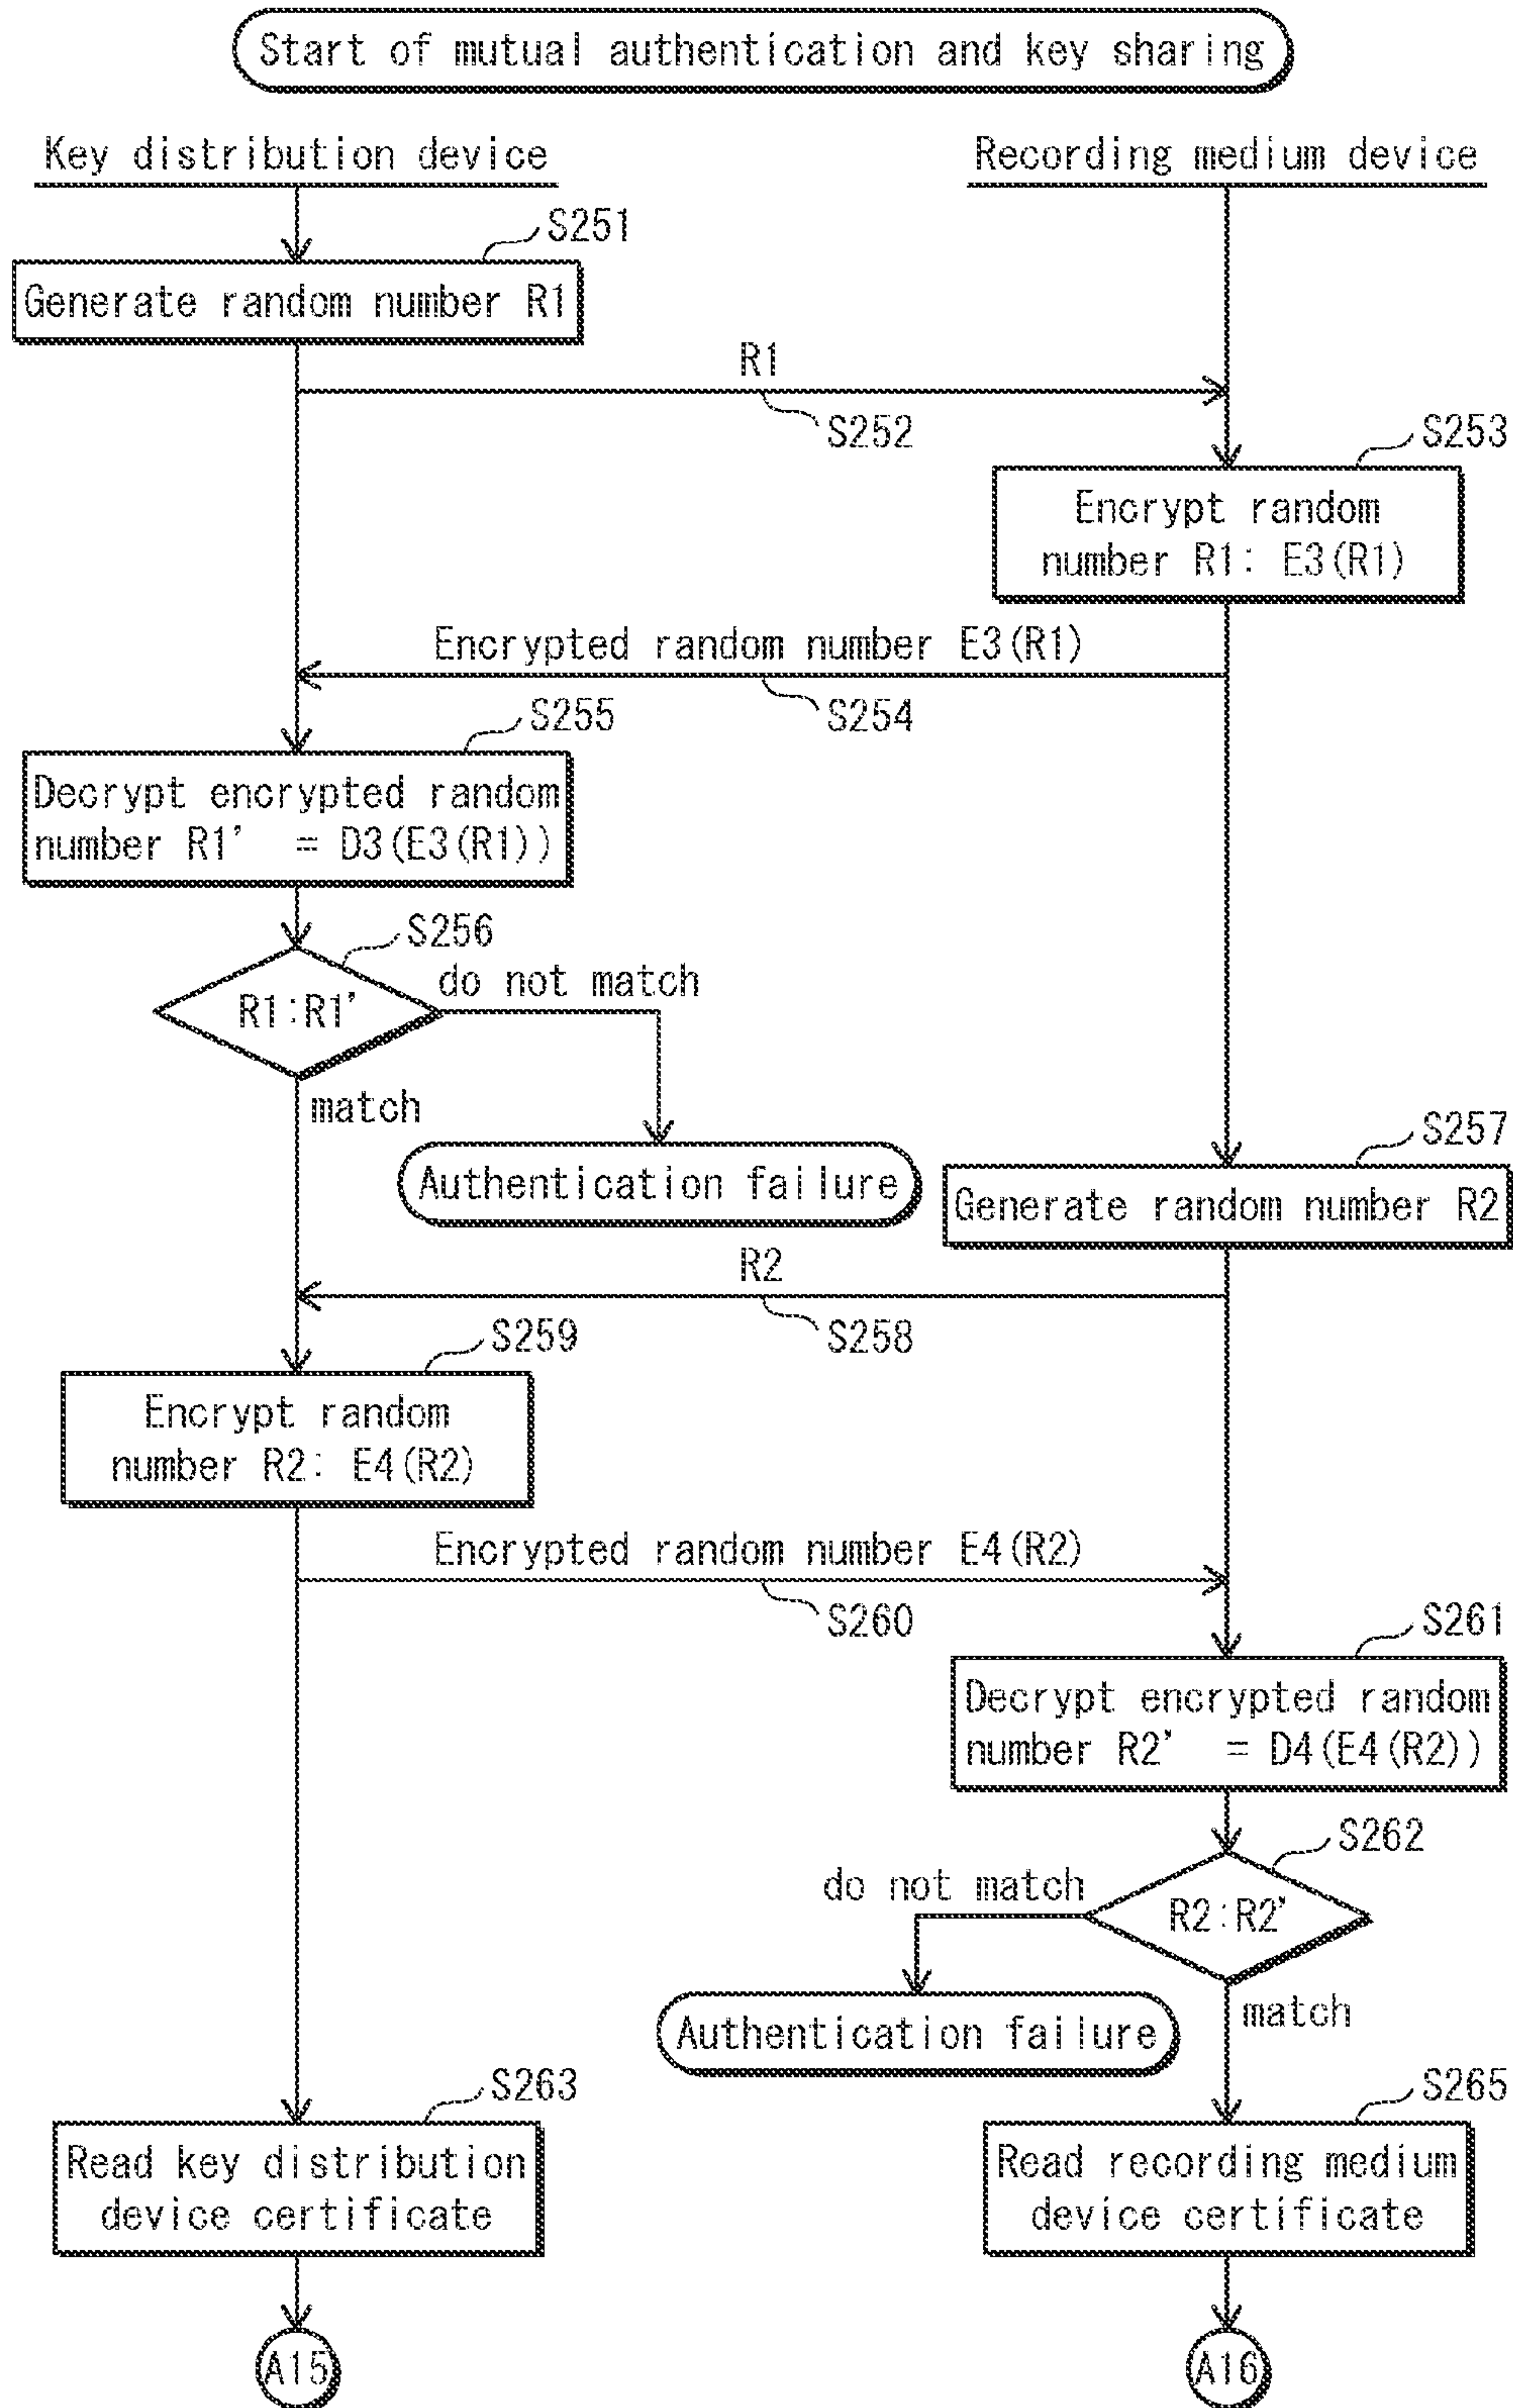 Start of mutual authentication and key sharing
Key distribution device
Recording medium device
S251
Generate random number R1
R1
S252
S253
Encrypt random
number R1: E3(R1)
Encrypted random number E3(R1)
S254
S255
Decrypt encrypted random
number R1' = D3(E3(R1))
S256
R1:R1'
do not match
match
Authentication failure
S257
Generate random number R2
R2
S258
S259
Encrypt random
number R2: E4(R2)
Encrypted random number E4(R2)
S260
S261
Decrypt encrypted random
number R2' = D4(E4(R2))
S262
do not match
R2:R2'
match
Authentication failure
S263
Read key distribution
device certificate
S265
Read recording medium
device certificate
A15
A16